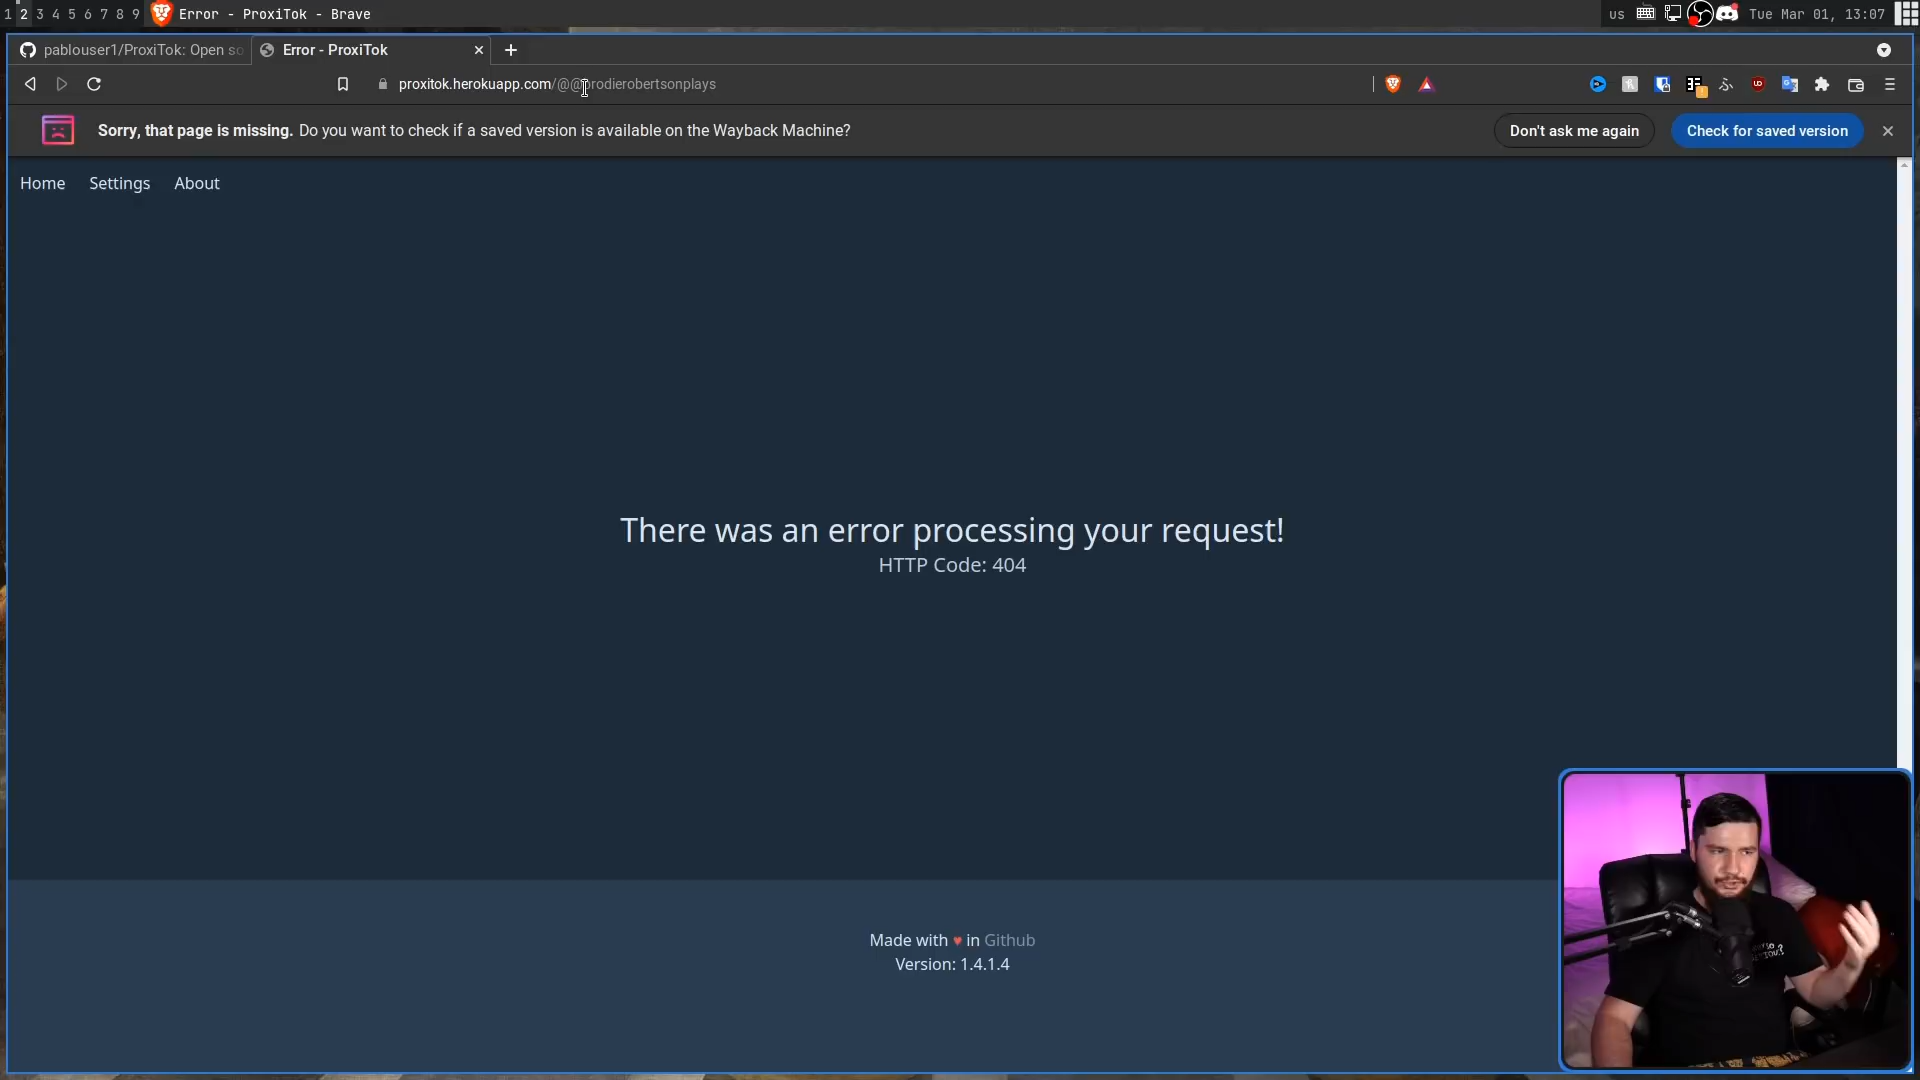 1 2 3 4 5 6 7 8 9 Error - ProxiTok - Brave us Tue Mar 01, 13:07
pablouser1/ProxiTok: Open so Error - ProxiTok
proxitok.herokuapp.com/@@brodierobertsonplays
Sorry, that page is missing. Do you want to check if a saved version is available on the Wayback Machine? Don't ask me again Check for saved version
Home Settings About
There was an error processing your request!
HTTP Code: 404
Made with ♥ in Github
Version: 1.4.1.4